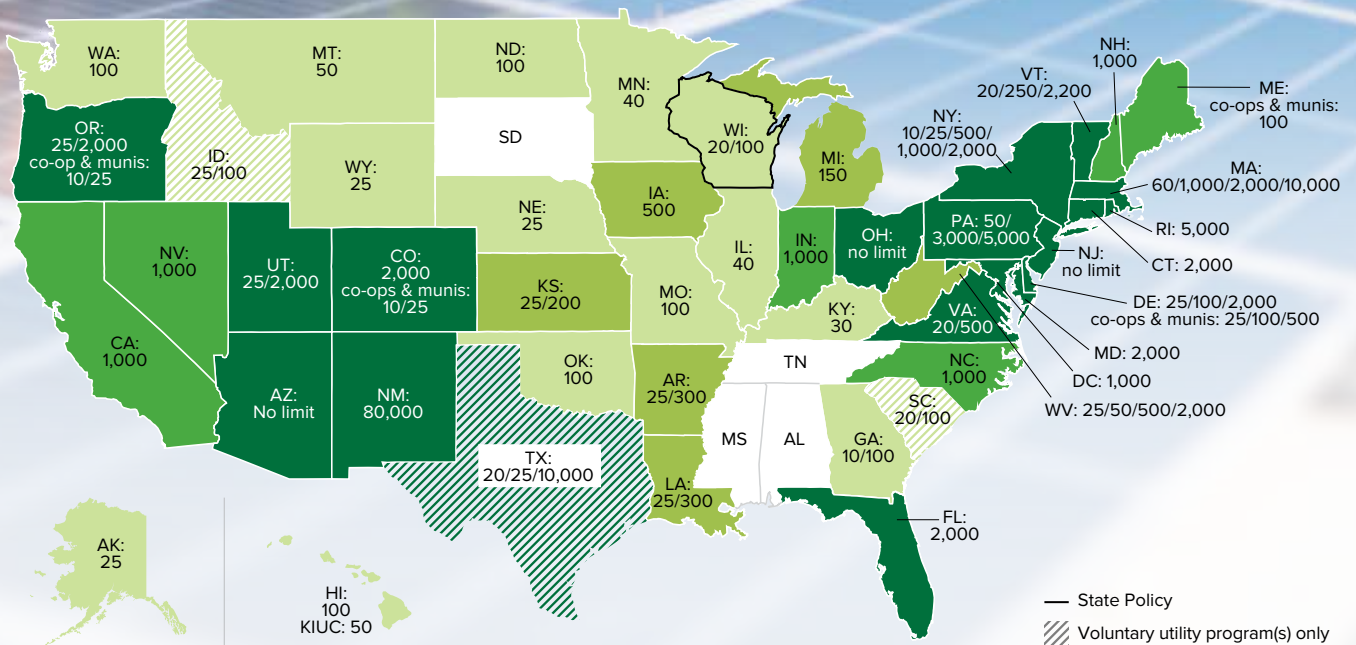 WA:
100
MT:
50
ND:
100
MN:
40
SD
WI:
20/100
MI:
150
OR:
25/2,000
co-op & munis:
10/25
ID:
25/100
WY:
25
NE:
25
IA:
500
IL:
40
IN:
1,000
OH:
no limit
PA: 50/
3,000/5,000
NY:
10/25/500/
1,000/2,000
VT:
20/250/2,200
NH:
1,000
ME:
co-ops & munis:
100
MA:
60/1,000/2,000/10,000
RI: 5,000
CT: 2,000
NJ:
no limit
DE: 25/100/2,000
co-ops & munis: 25/100/500
MD: 2,000
DC: 1,000
WV: 25/50/500/2,000
NV:
1,000
UT:
25/2,000
CO:
2,000
co-ops & munis:
10/25
KS:
25/200
MO:
100
KY:
30
VA:
20/500
CA:
1,000
AZ:
No limit
NM:
80,000
OK:
100
AR:
25/300
TN
NC:
1,000
SC:
20/100
TX:
20/25/10,000
LA:
25/300
MS
AL
GA:
10/100
FL:
2,000
AK:
25
HI:
100
KIUC: 50
State Policy
Voluntary utility program(s) only